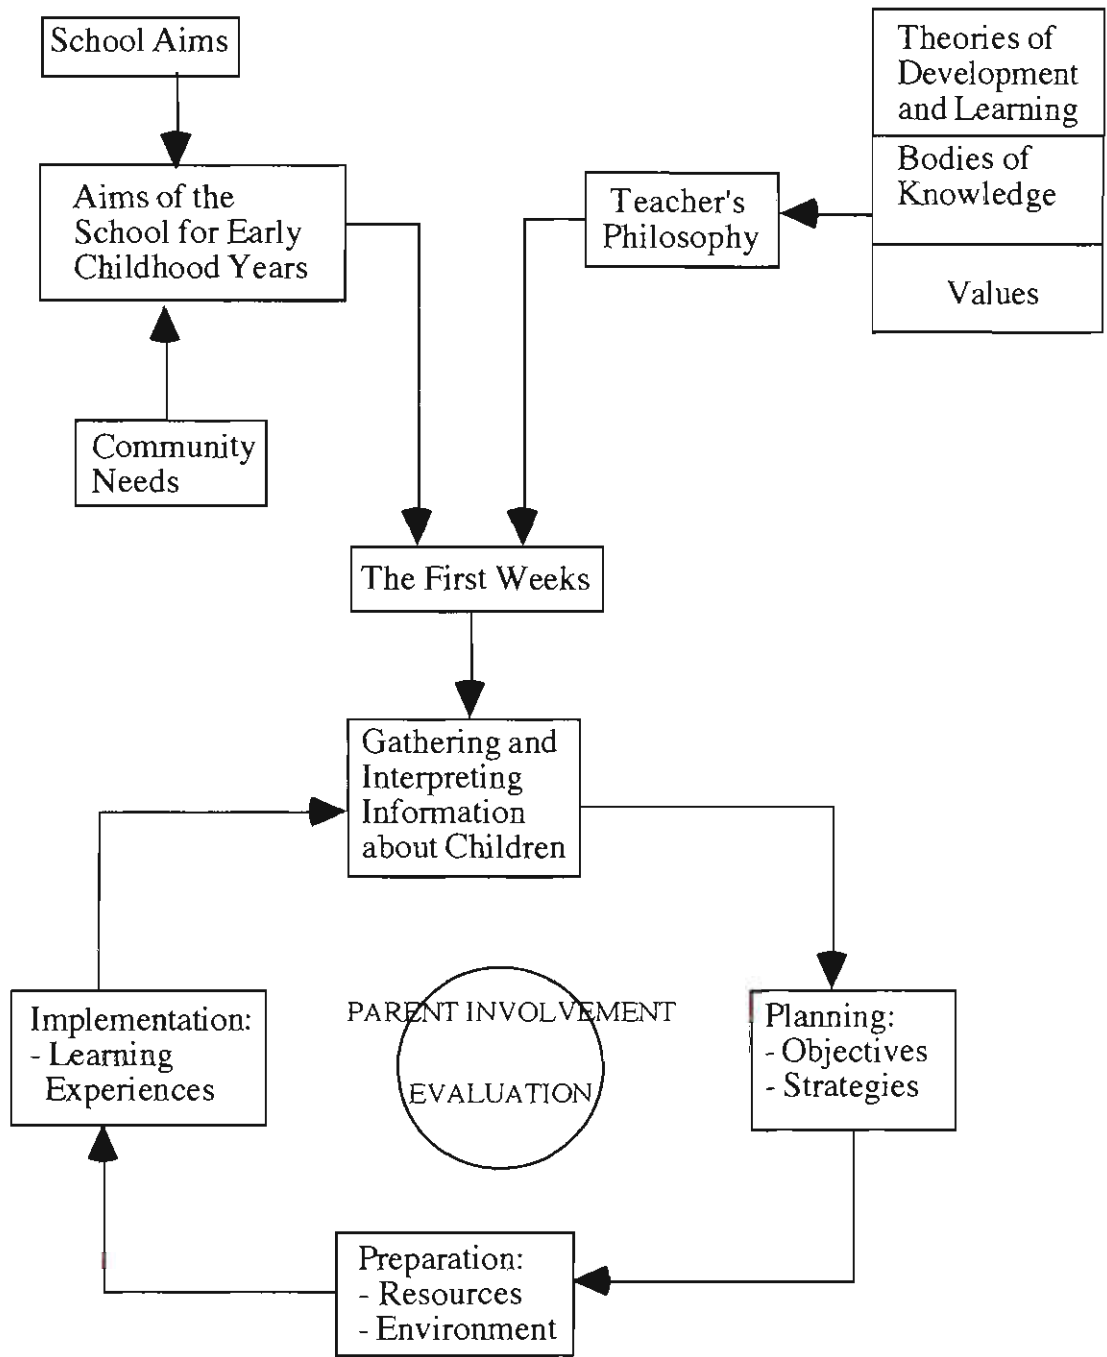 School Aims
Theories of
Development
and Learning
Bodies of
Knowledge
Values
Aims of the
School for Early
Childhood Years
Teacher's
Philosophy
Community
Needs
The First Weeks
Gathering and
Interpreting
Information
about Children
Implementation:
- Learning
Experiences
PARENT INVOLVEMENT
EVALUATION
Planning:
- Objectives
- Strategies
Preparation:
- Resources
- Environment